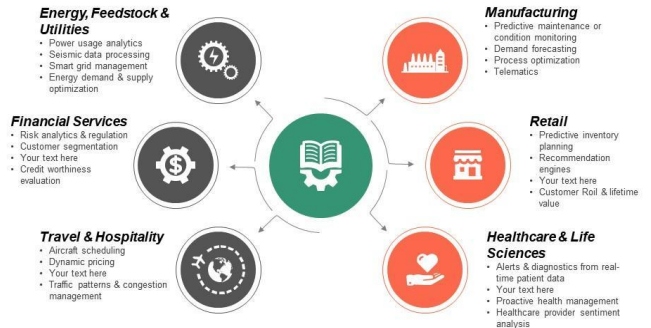 Energy, Feedstock &
Utilities
• Power usage analytics
• Seismic data processing
• Smart grid management
• Energy demand & supply
optimization
Financial Services
• Risk analytics & regulation
• Customer segmentation
• Your text here
• Credit worthiness
evaluation
Travel & Hospitality
• Aircraft scheduling
• Dynamic pricing
• Your text here
• Traffic patterns & congestion
management
Manufacturing
• Predictive maintenance or
condition monitoring
• Demand forecasting
• Process optimization
• Telematics
Retail
• Predictive inventory
planning
• Recommendation
engines
• Your text here
• Customer Roil & lifetime
value
Healthcare & Life
Sciences
• Alerts & diagnostics from real-
time patient data
• Your text here
• Proactive health management
• Healthcare provider sentiment
analysis